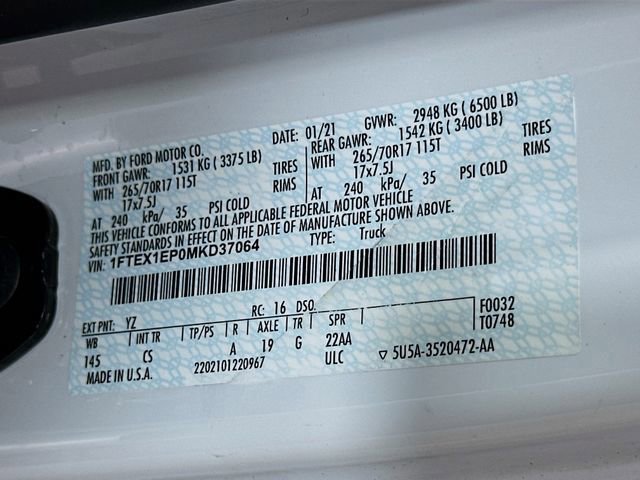 MFD. BY FORD MOTOR CO. DATE: 01/21 GVWR: 2948 KG ( 6500 LB)
FRONT GAWR: 1531 KG ( 3375 LB) REAR GAWR: 1542 KG ( 3400 LB)
WITH 265/70R17 115T TIRES WITH 265/70R17 115T TIRES
17x7.5J RIMS 17x7.5J RIMS
AT 240 kPa/ 35 PSI COLD AT 240 kPa/ 35 PSI COLD
THIS VEHICLE CONFORMS TO ALL APPLICABLE FEDERAL MOTOR VEHICLE
SAFETY STANDARDS IN EFFECT ON THE DATE OF MANUFACTURE SHOWN ABOVE.
VIN: 1FTEX1EP0MKD37064 TYPE: Truck
EXT PNT: YZ RC: 16 DSO: F0032
WB INT TR TP/PS R AXLE TR SPR T0748
145 CS A 19 G 22AA
MADE IN U.S.A. 2202101220967 ULC ▽ 5U5A-3520472-AA